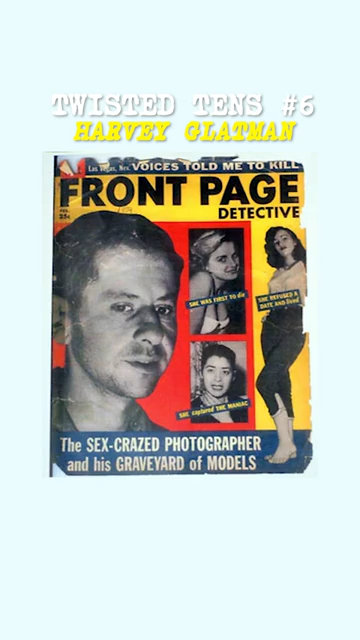 TWISTED TENS #6
HARVEY GLATMAN
Las Vegas, Nev. VOICES TOLD ME TO KILL
FRONT PAGE
DETECTIVE
FEB.
25¢
SHE WAS FIRST TO die
SHE REFUSED A
DATE AND lived
SHE captured THE MANIAC
The SEX-CRAZED PHOTOGRAPHER
and his GRAVEYARD of MODELS